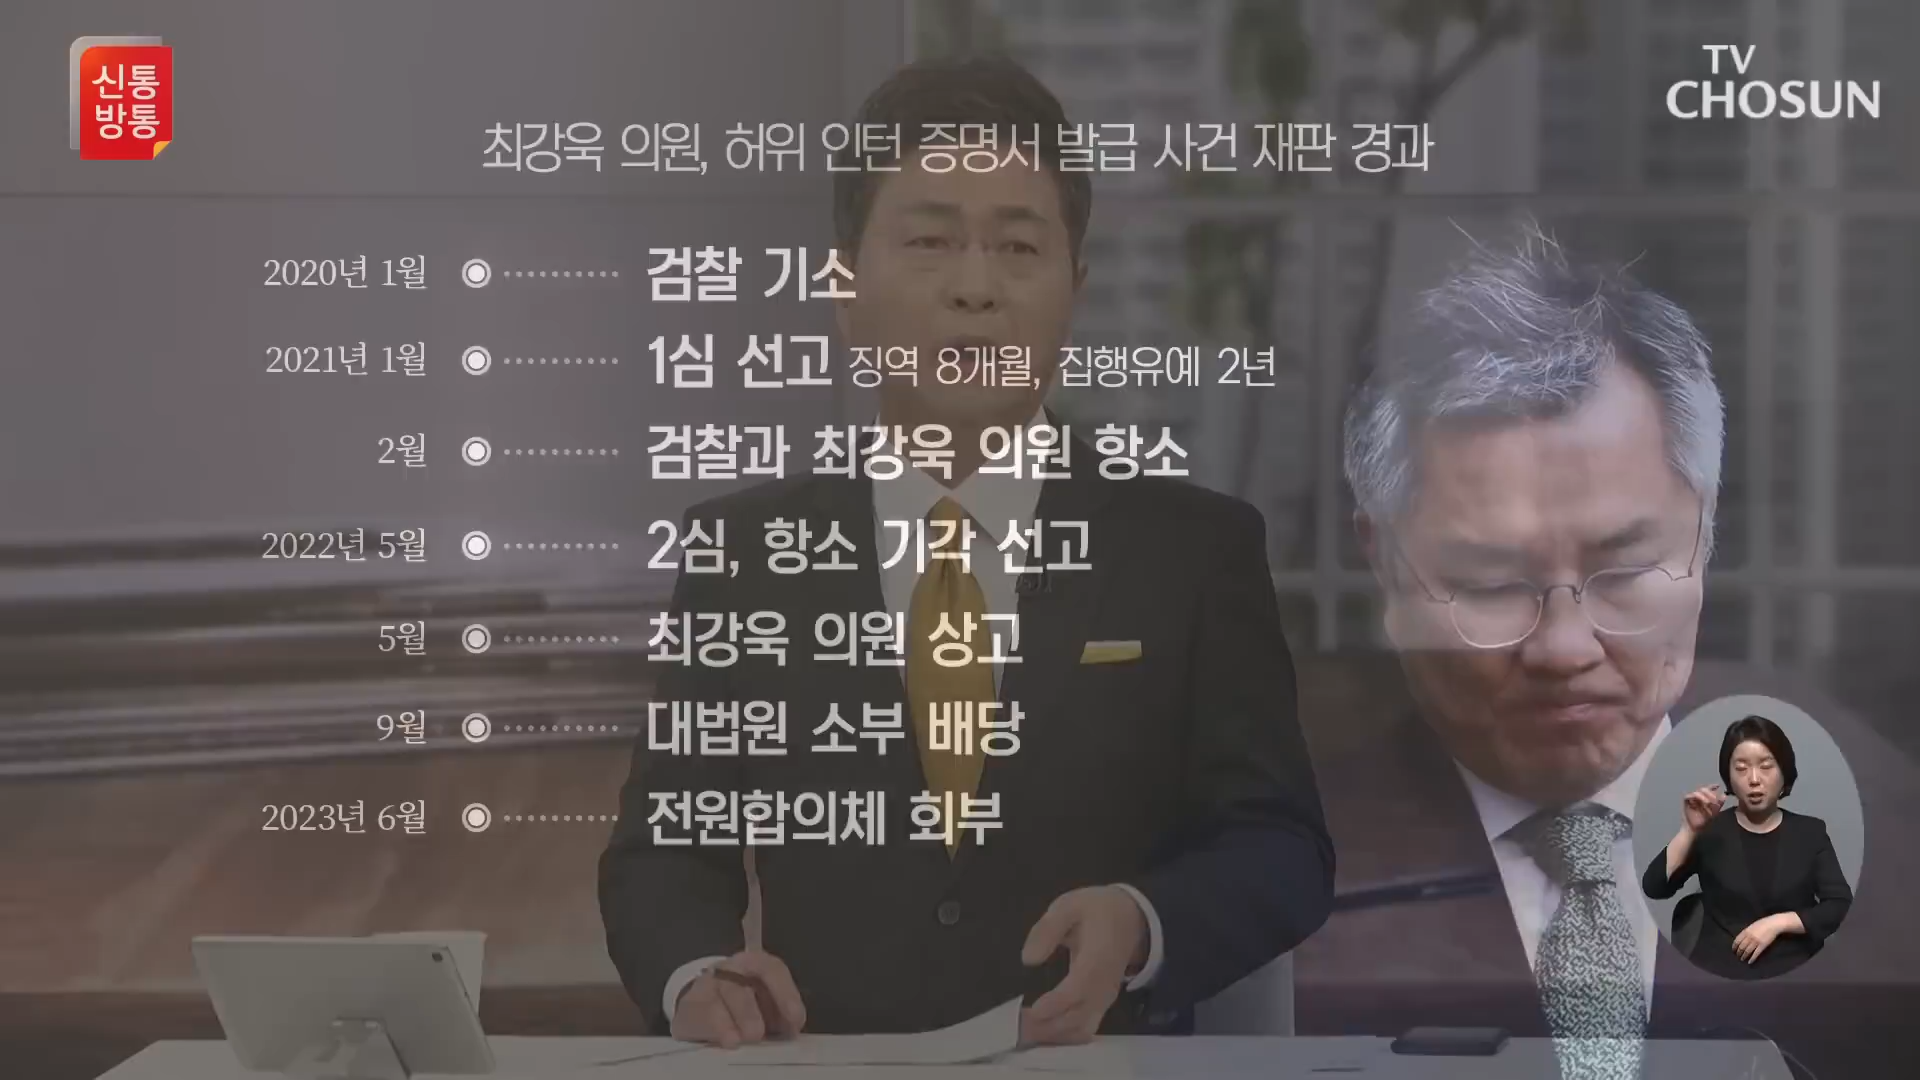 신통
방통
TV
CHOSUN
최강욱 의원, 허위 인턴 증명서 발급 사건 재판 경과
2020년 1월 검찰 기소
2021년 1월 1심 선고 징역 8개월, 집행유예 2년
2월 검찰과 최강욱 의원 항소
2022년 5월 2심, 항소 기각 선고
5월 최강욱 의원 상고
9월 대법원 소부 배당
2023년 6월 전원합의체 회부